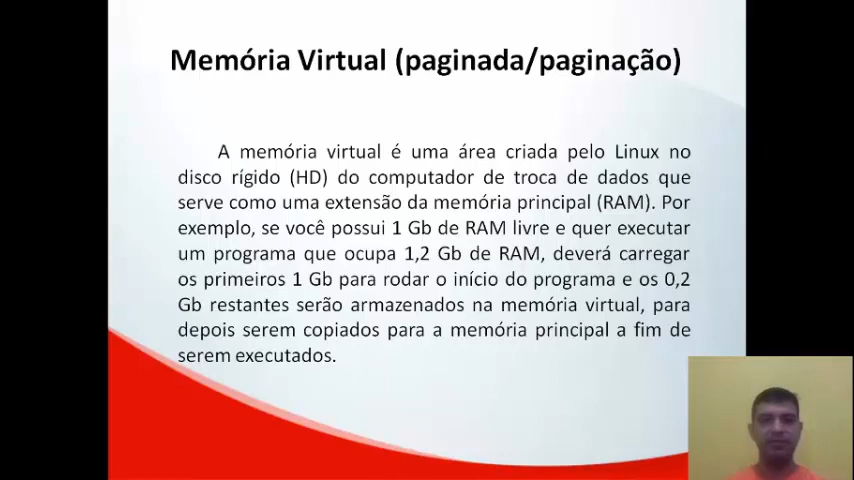 Memória Virtual (paginada/paginação)
A memória virtual é uma área criada pelo Linux no
disco rígido (HD) do computador de troca de dados que
serve como uma extensão da memória principal (RAM). Por
exemplo, se você possui 1 Gb de RAM livre e quer executar
um programa que ocupa 1,2 Gb de RAM, deverá carregar
os primeiros 1 Gb para rodar o início do programa e os 0,2
Gb restantes serão armazenados na memória virtual, para
depois serem copiados para a memória principal a fim de
serem executados.